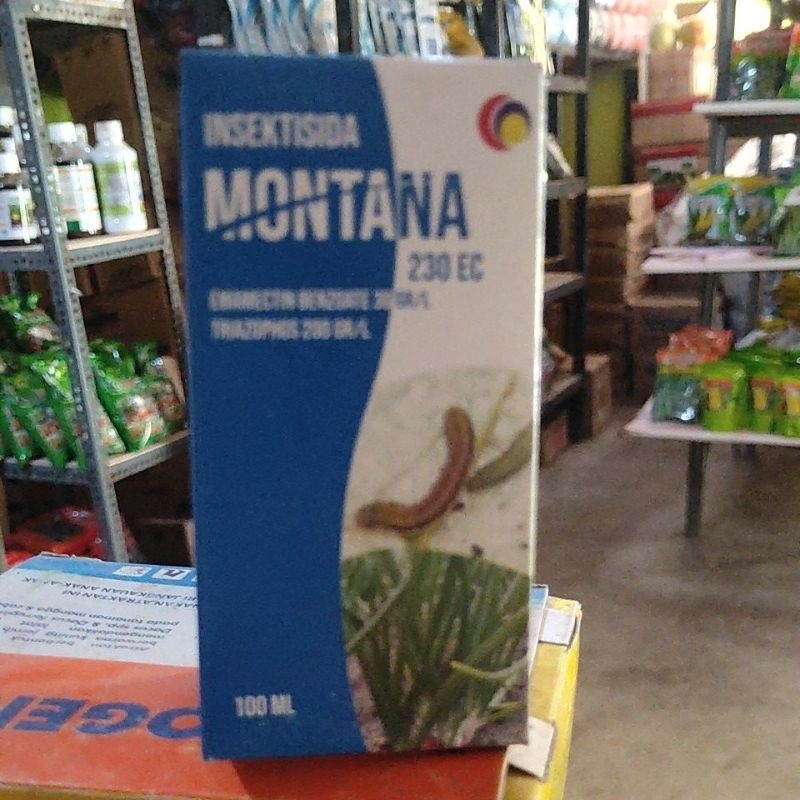 INSEKTISIDA
MONTANA
230 EC
EMAMECTIN BENZOATE 30 GR/L
TRIAZOPHOS 200 GR/L
100 ML